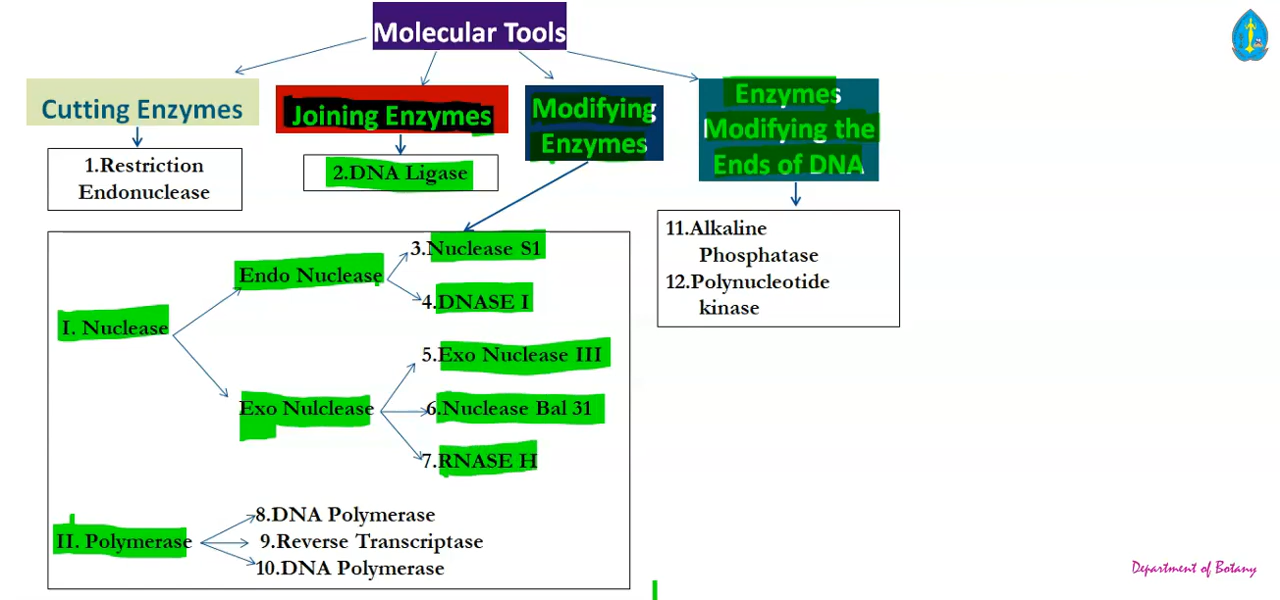 Molecular Tools
Cutting Enzymes
1.Restriction
Endonuclease
Joining Enzymes
2.DNA Ligase
Modifying
Enzymes
Enzymes
Modifying the
Ends of DNA
11.Alkaline
Phosphatase
12.Polynucleotide
kinase
I. Nuclease
Endo Nuclease
3.Nuclease S1
4.DNASE I
Exo Nulclease
5.Exo Nuclease III
6.Nuclease Bal 31
7.RNASE H
II. Polymerase
8.DNA Polymerase
9.Reverse Transcriptase
10.DNA Polymerase
Department of Botany